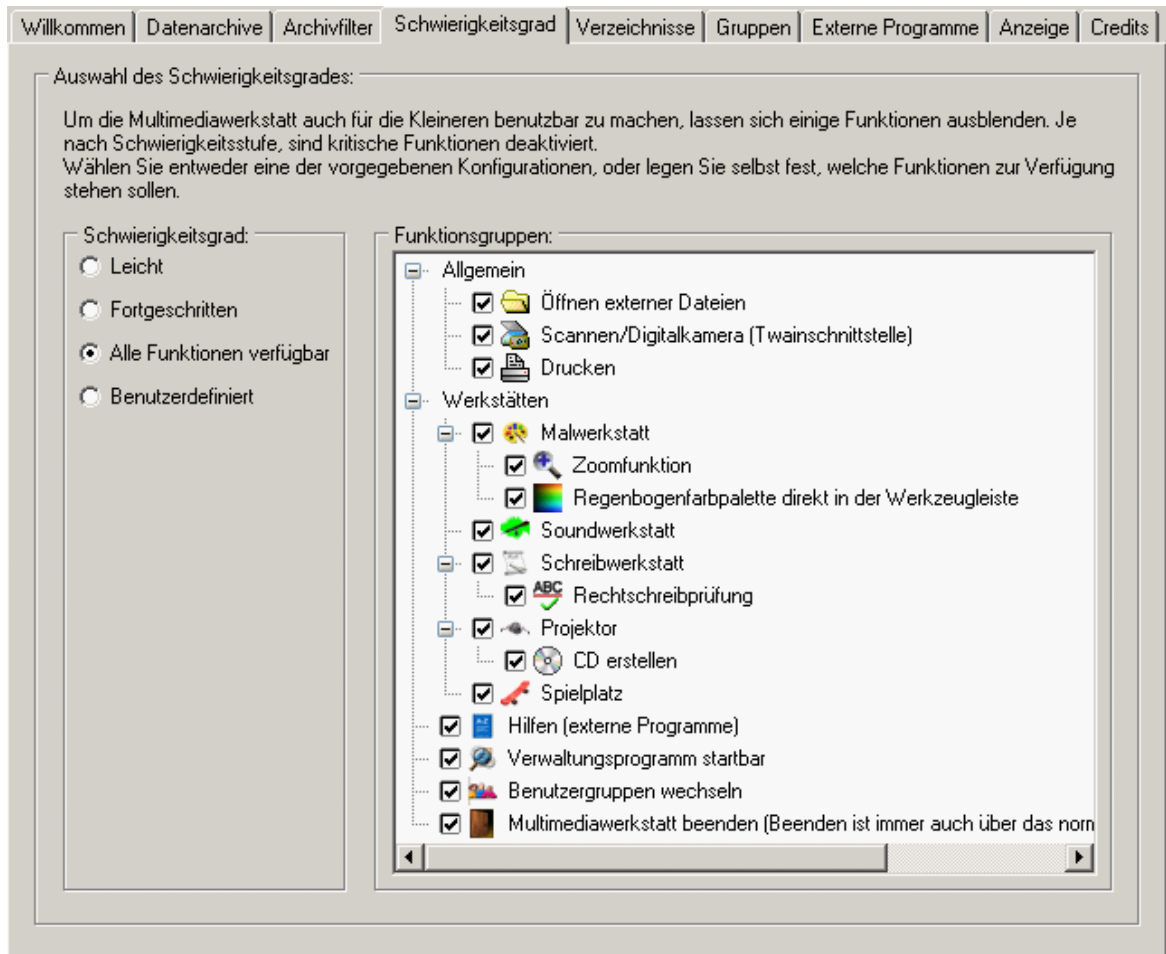 Willkommen
Datenarchive
Archivfilter
Schwierigkeitsgrad
Verzeichnisse
Gruppen
Externe Programme
Anzeige
Credits
Auswahl des Schwierigkeitsgrades:
Um die Multimediawerkstatt auch für die Kleineren benutzbar zu machen, lassen sich einige Funktionen ausblenden. Je
nach Schwierigkeitsstufe, sind kritische Funktionen deaktiviert.
Wählen Sie entweder eine der vorgegebenen Konfigurationen, oder legen Sie selbst fest, welche Funktionen zur Verfügung
stehen sollen.
Schwierigkeitsgrad:
Leicht
Fortgeschritten
Alle Funktionen verfügbar
Benutzerdefiniert
Funktionsgruppen:
Allgemein
Öffnen externer Dateien
Scannen/Digitalkamera (Twainschnittstelle)
Drucken
Werkstätten
Malwerkstatt
Zoomfunktion
Regenbogenfarbpalette direkt in der Werkzeugleiste
Soundwerkstatt
Schreibwerkstatt
ABC
Rechtschreibprüfung
Projektor
CD erstellen
Spielplatz
Hilfen (externe Programme)
Verwaltungsprogramm startbar
Benutzergruppen wechseln
Multimediawerkstatt beenden (Beenden ist immer auch über das norn